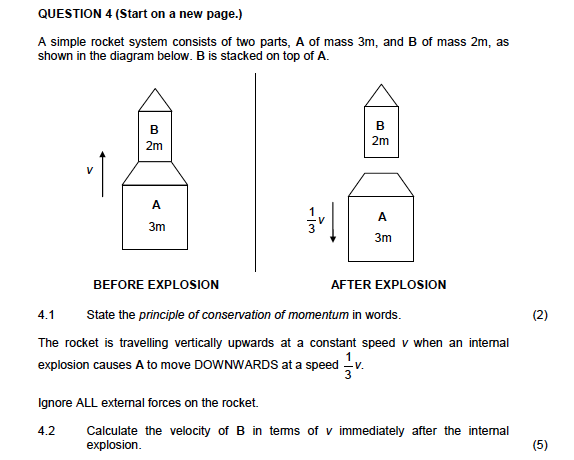 QUESTION 4 (Start on a new page.)
A simple rocket system consists of two parts, A of mass 3m, and B of mass 2m, as
shown in the diagram below. B is stacked on top of A.
B
2m
v
A
3m
B
2m
1/3 v
A
3m
BEFORE EXPLOSION
AFTER EXPLOSION
4.1 State the principle of conservation of momentum in words. (2)
The rocket is travelling vertically upwards at a constant speed v when an internal
explosion causes A to move DOWNWARDS at a speed 1/3 v.
Ignore ALL external forces on the rocket.
4.2 Calculate the velocity of B in terms of v immediately after the internal
explosion. (5)